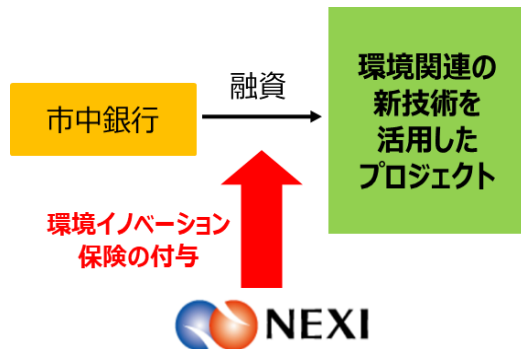 市中銀行
融資
環境関連の
新技術を
活用した
プロジェクト
環境イノベーション
保険の付与
NEXI